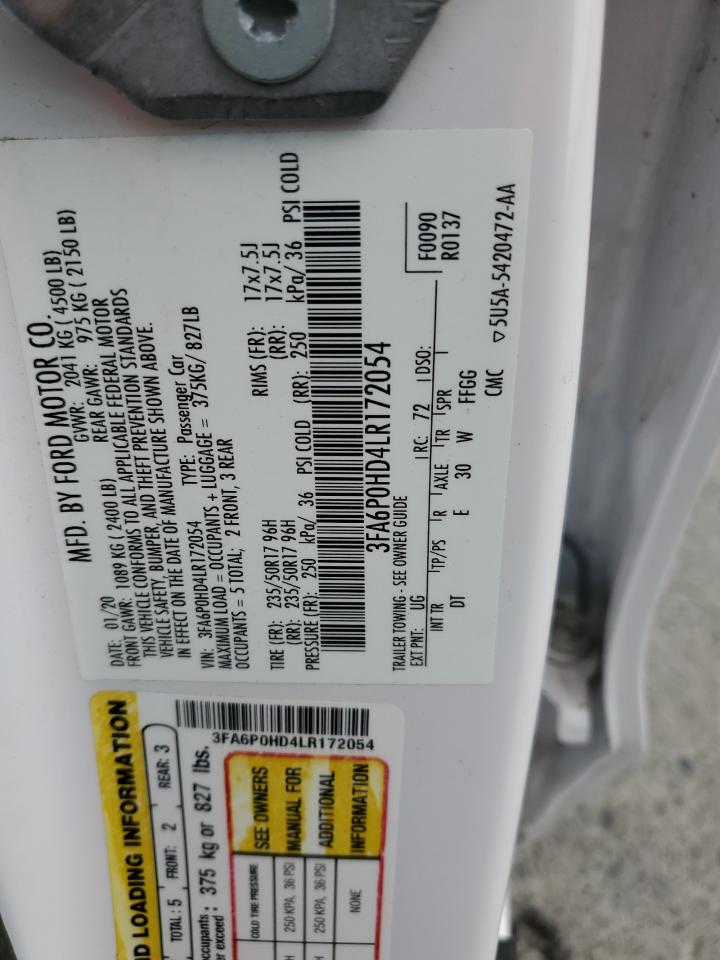 MFD. BY FORD MOTOR CO.
DATE: 01/20 GVWR: 2041 KG ( 4500 LB)
FRONT GAWR: 1089 KG ( 2400 LB) REAR GAWR: 975 KG ( 2150 LB)
THIS VEHICLE CONFORMS TO ALL APPLICABLE FEDERAL MOTOR
VEHICLE SAFETY, BUMPER, AND THEFT PREVENTION STANDARDS
IN EFFECT ON THE DATE OF MANUFACTURE SHOWN ABOVE.
VIN: 3FA6P0HD4LR172054 TYPE: Passenger Car
MAXIMUM LOAD = OCCUPANTS + LUGGAGE = 375KG/ 827LB
OCCUPANTS = 5 TOTAL; 2 FRONT, 3 REAR
TIRE (FR): 235/50R17 96H RIMS (FR): 17x7.5J
(RR): 235/50R17 96H (RR): 17x7.5J
PRESSURE (FR): 250 kPa/ 36 PSI COLD (RR): 250 kPa/ 36 PSI COLD
3FA6P0HD4LR172054
TRAILER TOWING - SEE OWNER GUIDE
F0090
EXT PNT: UG RC: 72 DSO: R0137
INT TR TP/PS R AXLE TR SPR
DT E 30 W FFGG
CMC ▽5U5A-5420472-AA
ND LOADING INFORMATION
TOTAL: 5 FRONT: 2 REAR: 3
ccupants : 375 kg or 827 lbs.
er exceed :
3FA6P0HD4LR172054
COLD TIRE PRESSURE SEE OWNERS
250 KPA, 36 PSI MANUAL FOR
250 KPA, 36 PSI ADDITIONAL
NONE INFORMATION